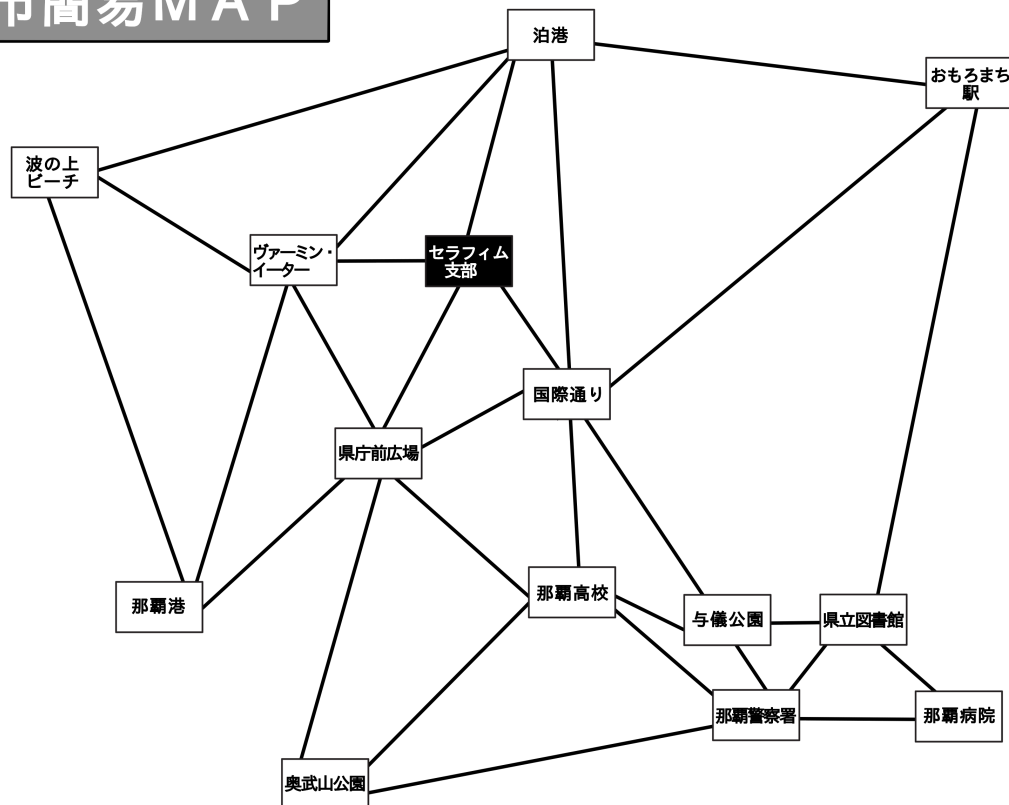 市簡易MAP
泊港
おもろまち
駅
波の上
ビーチ
ヴァーミン・
イーター
セラフィム
支部
国際通り
県庁前広場
那覇港
那覇高校
与儀公園
県立図書館
那覇警察署
那覇病院
奥武山公園